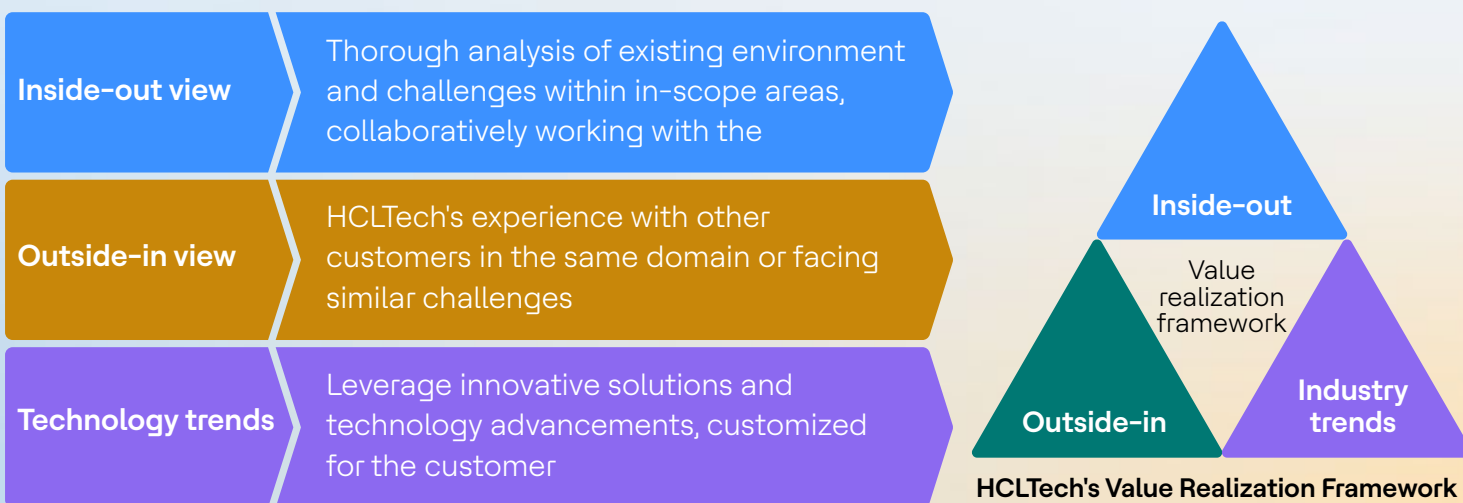 Inside-out view
Thorough analysis of existing environment
and challenges within in-scope areas,
collaboratively working with the
Outside-in view
HCLTech's experience with other
customers in the same domain or facing
similar challenges
Technology trends
Leverage innovative solutions and
technology advancements, customized
for the customer
Inside-out
Value
realization
framework
Outside-in
Industry
trends
HCLTech's Value Realization Framework